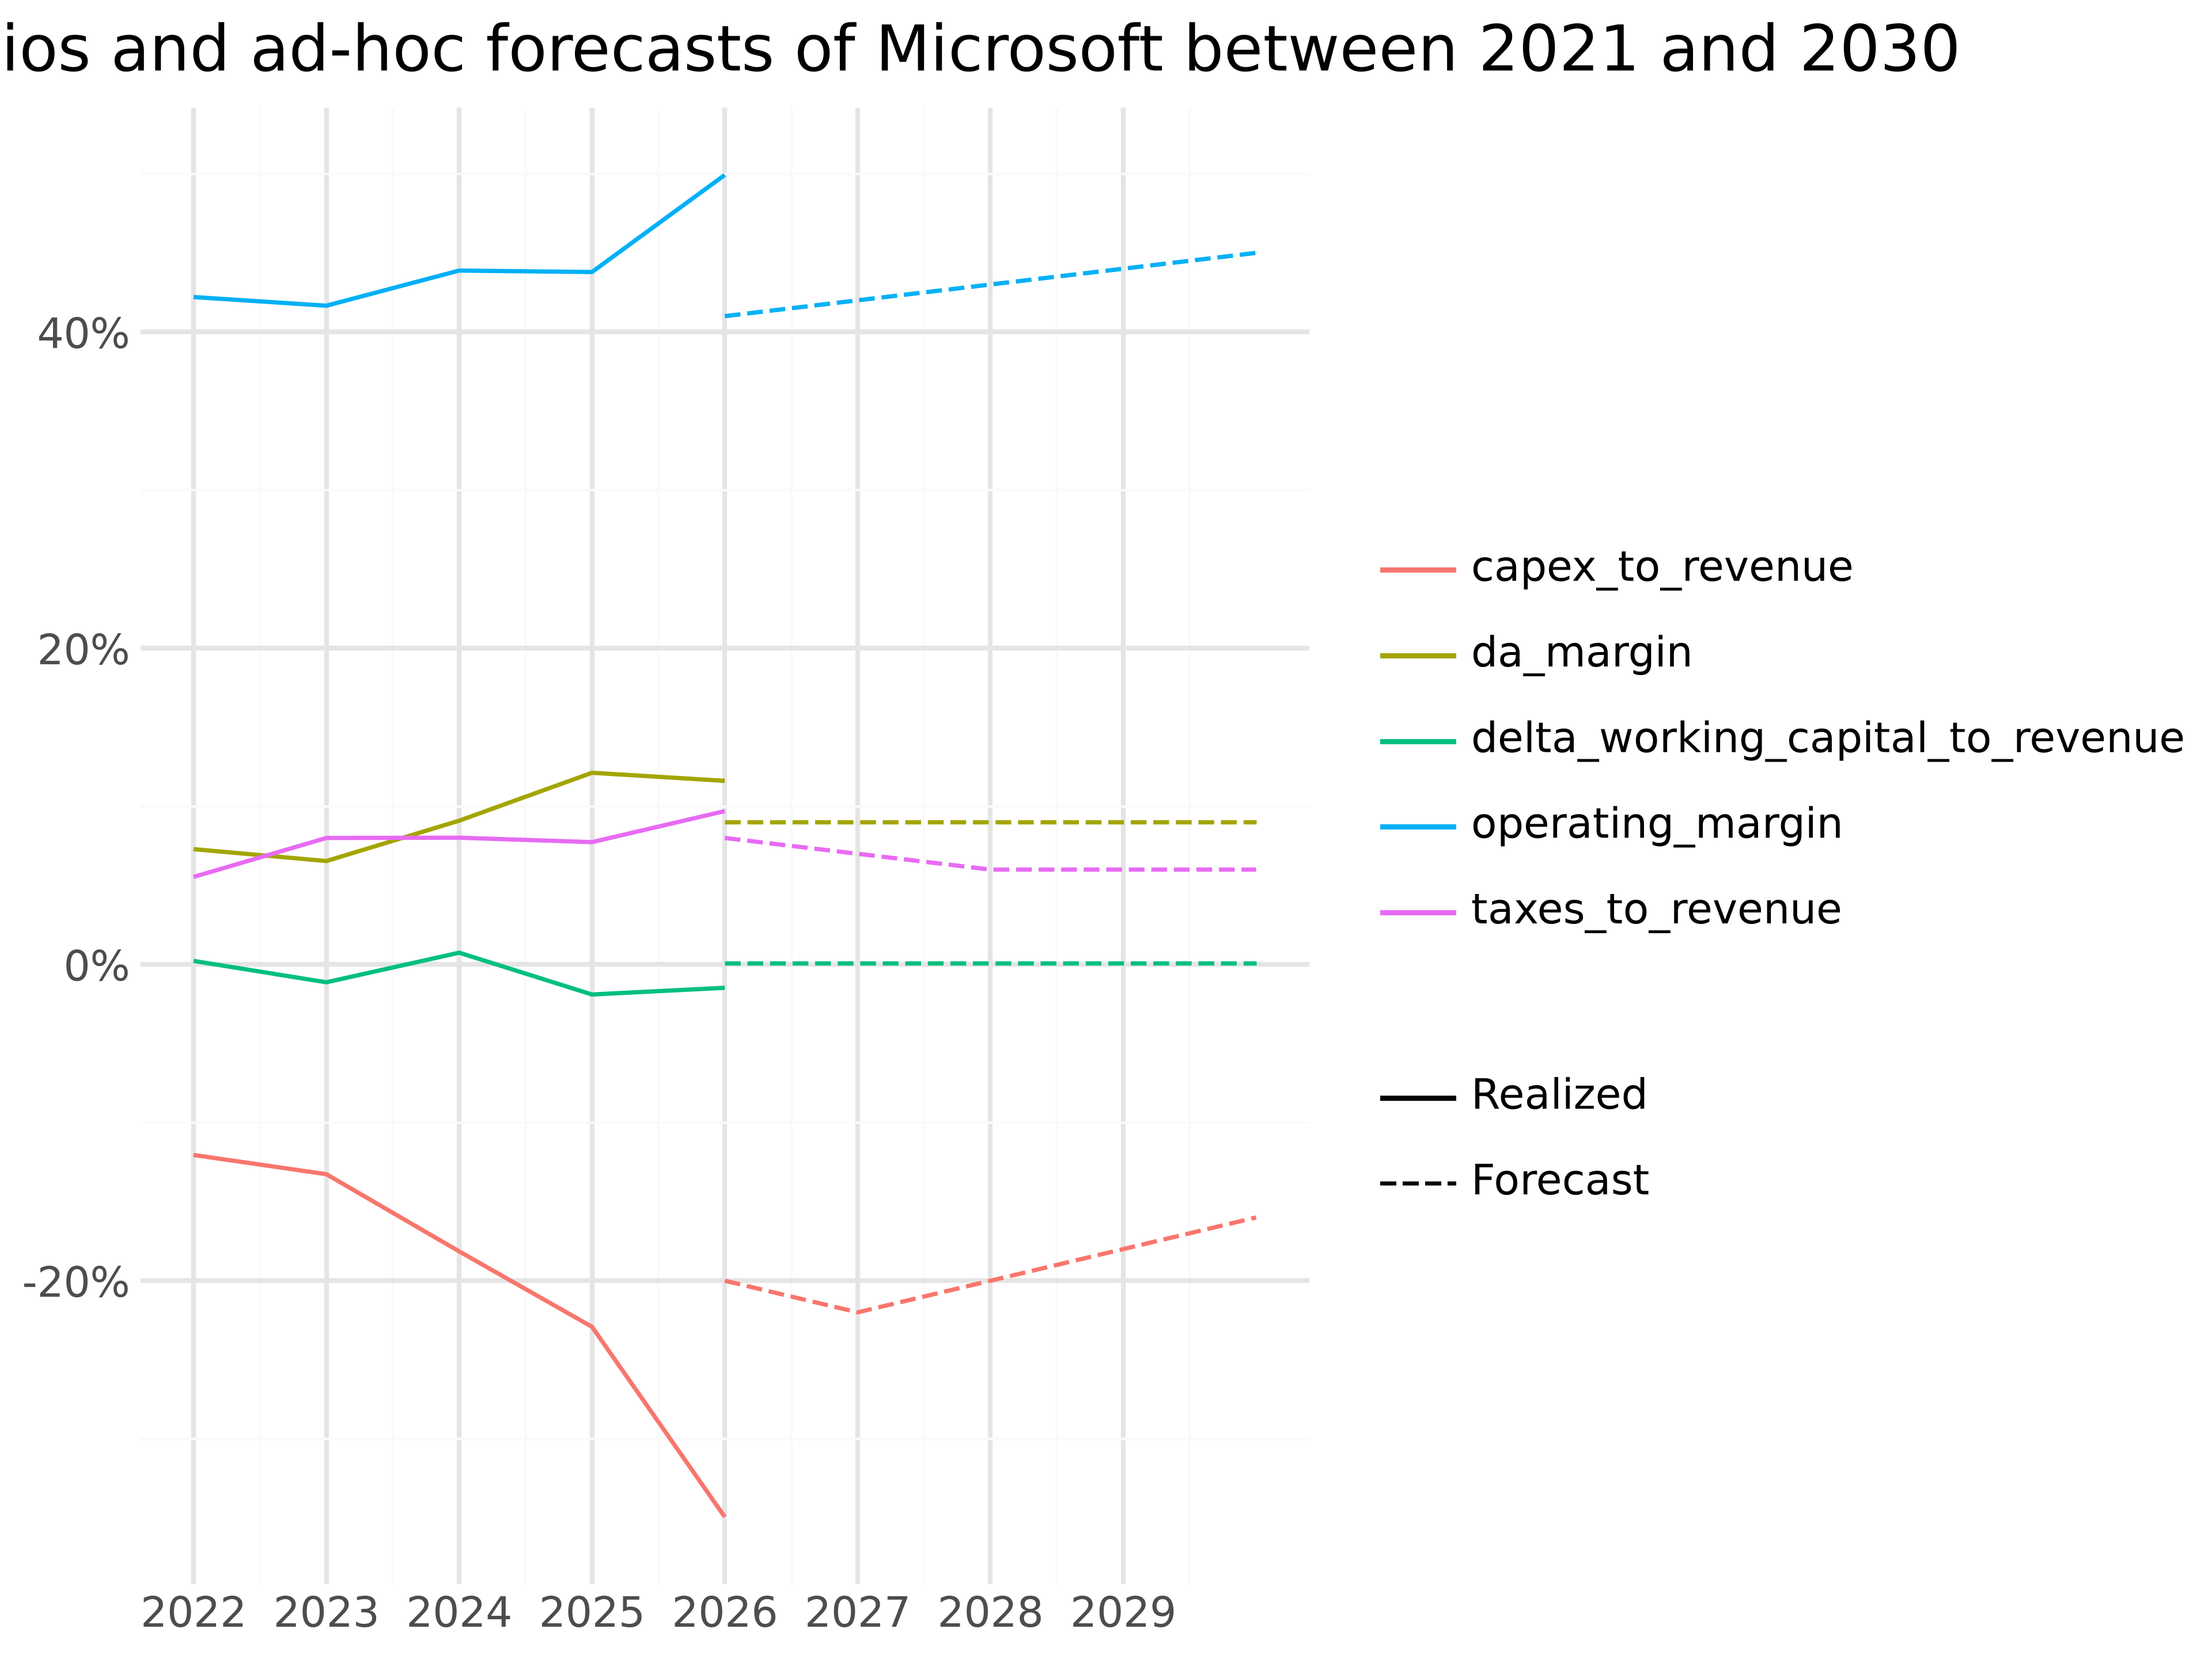 ios and ad-hoc forecasts of Microsoft between 2021 and 2030
40%
20%
0%
-20%
2022 2023 2024 2025 2026 2027 2028 2029
capex_to_revenue
da_margin
delta_working_capital_to_revenue
operating_margin
taxes_to_revenue
Realized
Forecast